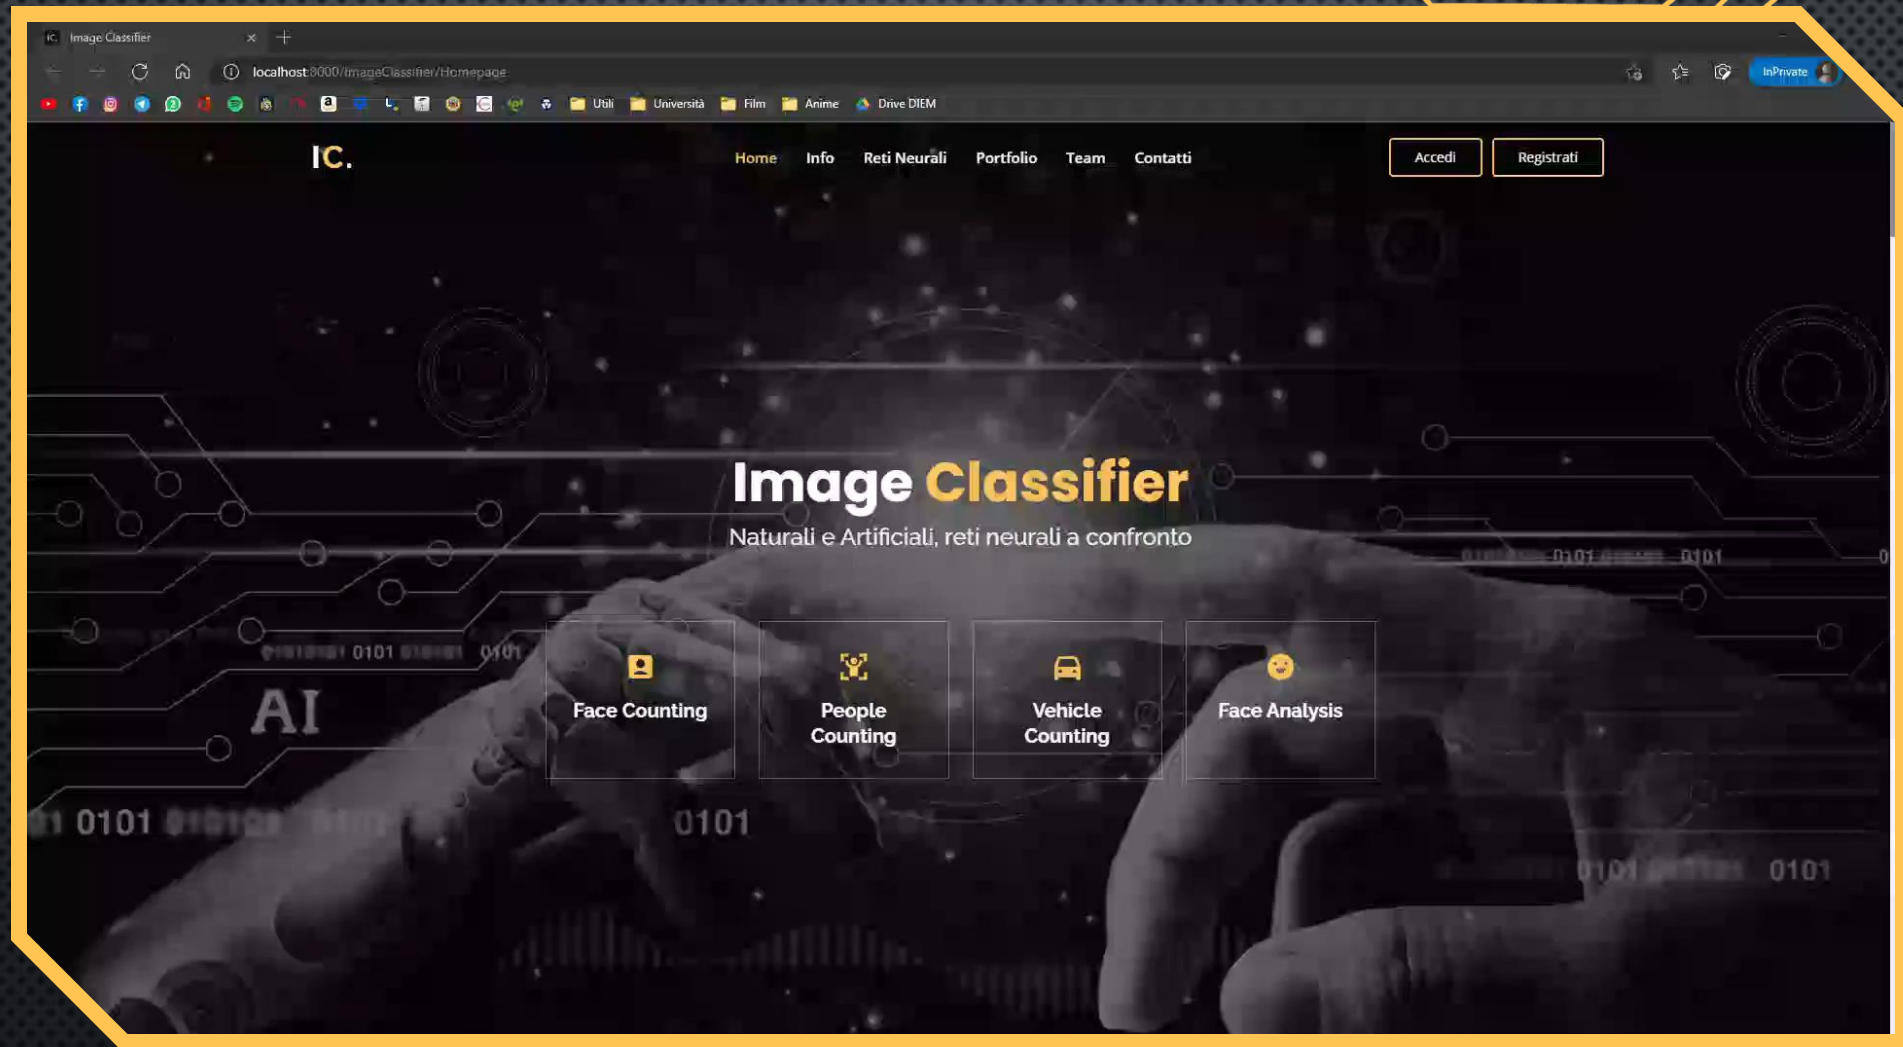 Image Classifier
localhost:8000/ImageClassifier/Homepage
InPrivate
Utili
Università
Film
Anime
Drive DIEM
IC.
Home
Info
Reti Neurali
Portfolio
Team
Contatti
Accedi
Registrati
Image Classifier
Naturali e Artificiali, reti neurali a confronto
0101 0101
0101 0101
Face Counting
People
Counting
Vehicle
Counting
Face Analysis
AI
0101
0101
0101 0101